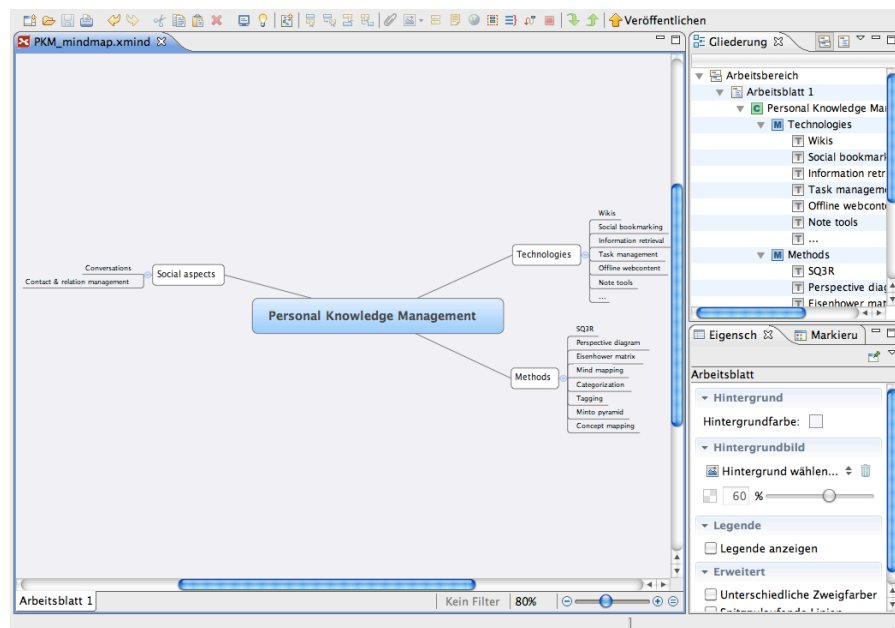 Veröffentlichen
PKM_mindmap.xmind
Conversations
Contact & relation management
Social aspects
Personal Knowledge Management
Technologies
Wikis
Social bookmarking
Information retrieval
Task management
Offline webcontent
Note tools
...
Methods
SQ3R
Perspective diagram
Eisenhower matrix
Mind mapping
Categorization
Tagging
Minto pyramid
Concept mapping
Arbeitsblatt 1
Kein Filter
80%
Gliederung
Arbeitsbereich
Arbeitsblatt 1
C Personal Knowledge Ma
M Technologies
T Wikis
T Social bookmark
T Information retr
T Task managem
T Offline webcont
T Note tools
T ...
M Methods
T SQ3R
T Perspective dia
T Eisenhower mat
Eigensch
Markieru
Arbeitsblatt
Hintergrund
Hintergrundfarbe:
Hintergrundbild
Hintergrund wählen...
60 %
Legende
Legende anzeigen
Erweitert
Unterschiedliche Zweigfarber